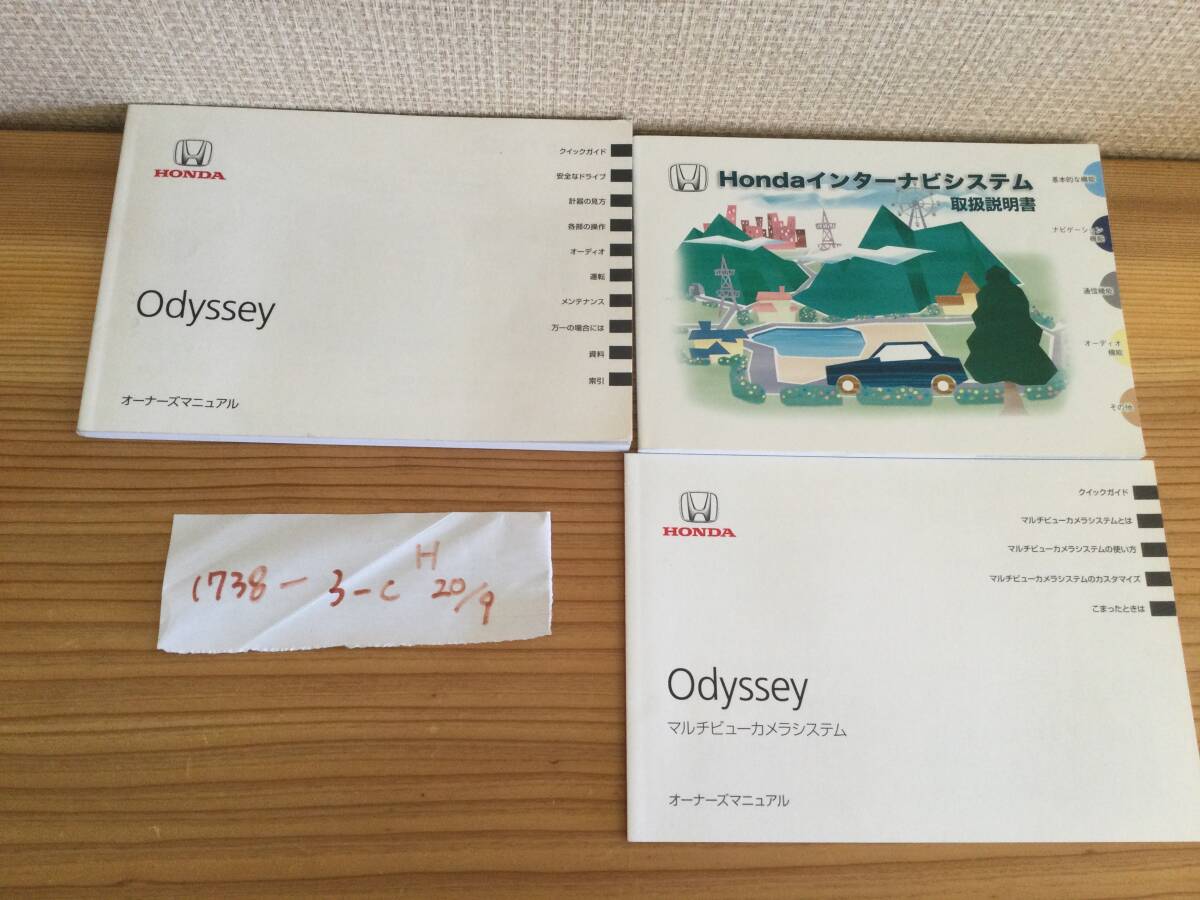 HONDA
クイックガイド
安全なドライブ
計器の見方
各部の操作
オーディオ
運転
メンテナンス
万一の場合には
資料
索引
Odyssey
オーナーズマニュアル
Hondaインターナビシステム
取扱説明書
基本的な機能
ナビゲーション
機能
通信機能
オーディオ
機能
その他
1738-3-C H20/9
HONDA
クイックガイド
マルチビューカメラシステムとは
マルチビューカメラシステムの使い方
マルチビューカメラシステムのカスタマイズ
こまったときは
Odyssey
マルチビューカメラシステム
オーナーズマニュアル